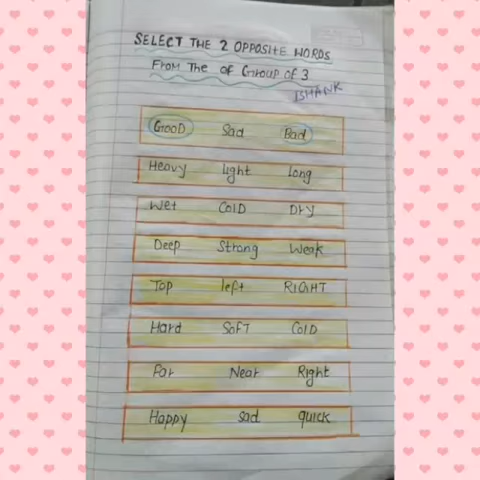 SELECT THE 2 OPPOSITE WORDS
From The of Group OF 3
ISHANK
GOOD Sad Bad
Heavy light long
Wet COLD DRY
Deep Strong Weak
Top left RIGHT
Hard SOFT COLD
Far Near Right
Happy sad quick